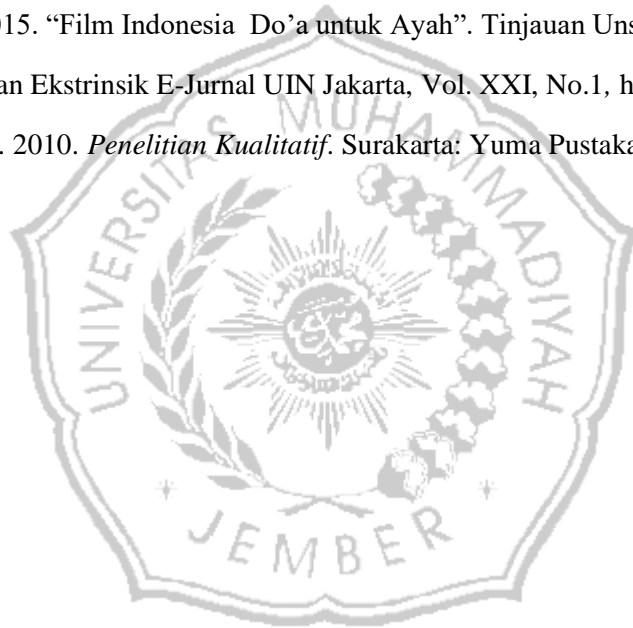 15. “Film Indonesia Do’a untuk Ayah”. Tinjauan Uns
an Ekstrinsik E-Jurnal UIN Jakarta, Vol. XXI, No.1, h
. 2010. Penelitian Kualitatif. Surakarta: Yuma Pustaka
UNIVERSITAS MUHAMMADIYAH
JEMBER